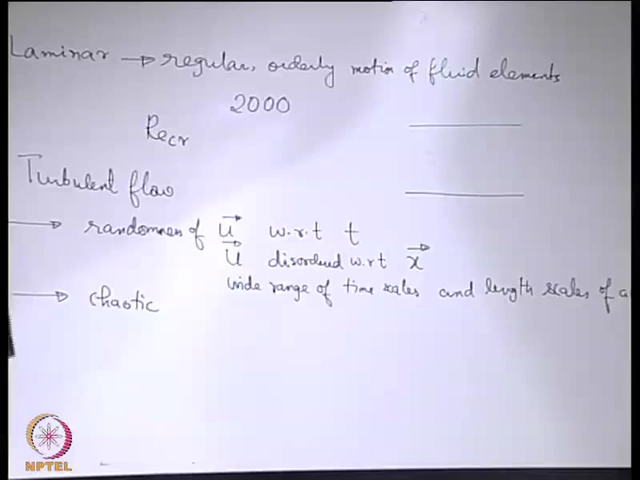 Laminar → regular, orderly motion of fluid elements
2000
Recr
Turbulent flow
→ randomness of u⃗ w.r.t t
u⃗ disordered w.r.t x⃗
wide range of time scales and length scales of a
→ chaotic
NPTEL